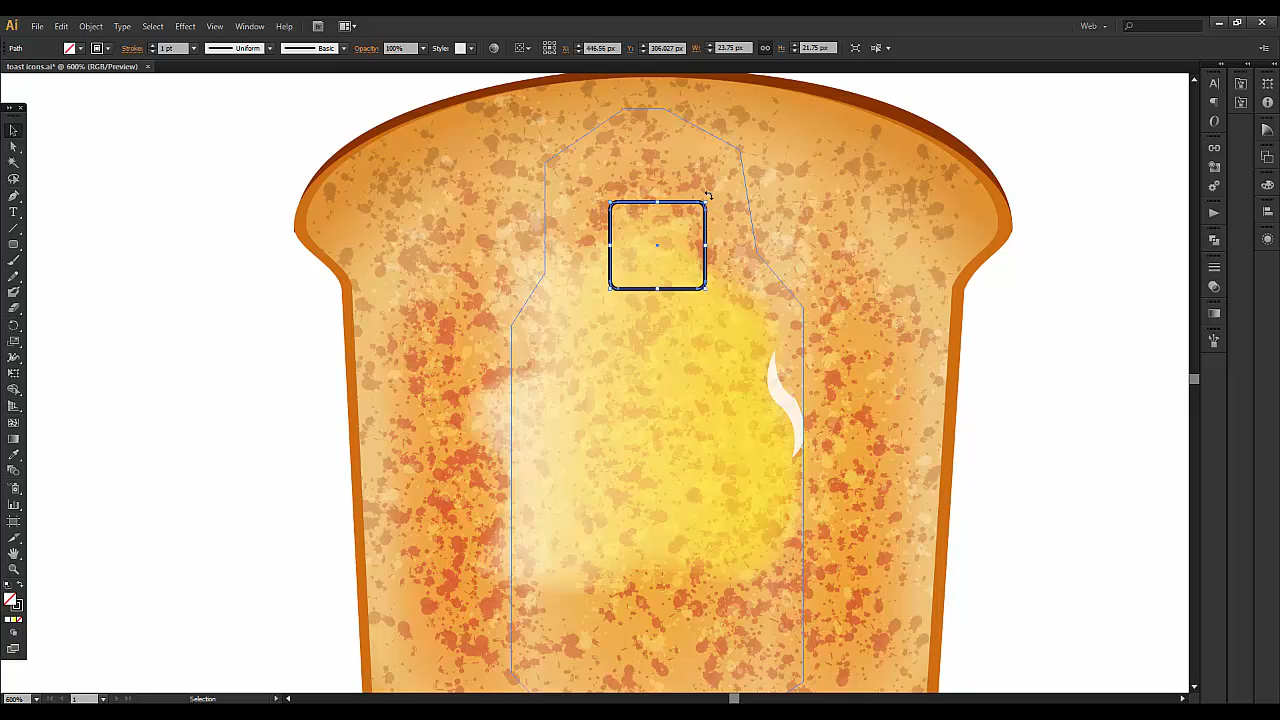 Ai File Edit Object Type Select Effect View Window Help Br Web
Path Stroke: 1 pt Uniform Basic Opacity: 100% Style: X: 446.56 px Y: 306.027 px W: 23.75 px H: 21.75 px
toast icons.ai* @ 600% (RGB/Preview) ×
600% 1 Selection